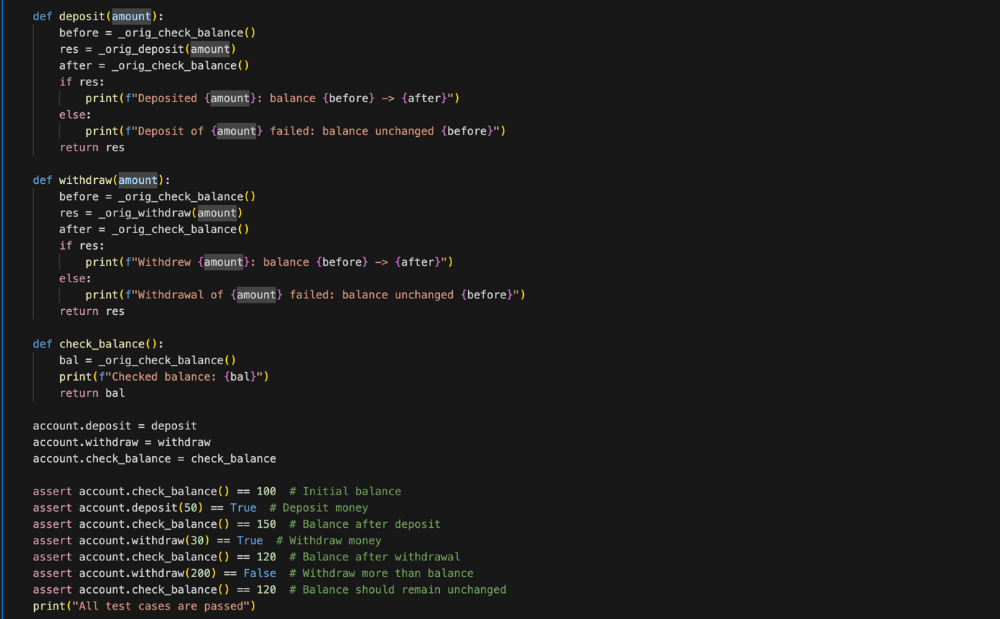 def deposit(amount):
    before = _orig_check_balance()
    res = _orig_deposit(amount)
    after = _orig_check_balance()
    if res:
        print(f"Deposited {amount}: balance {before} -> {after}")
    else:
        print(f"Deposit of {amount} failed: balance unchanged {before}")
    return res

def withdraw(amount):
    before = _orig_check_balance()
    res = _orig_withdraw(amount)
    after = _orig_check_balance()
    if res:
        print(f"Withdrew {amount}: balance {before} -> {after}")
    else:
        print(f"Withdrawal of {amount} failed: balance unchanged {before}")
    return res

def check_balance():
    bal = _orig_check_balance()
    print(f"Checked balance: {bal}")
    return bal

account.deposit = deposit
account.withdraw = withdraw
account.check_balance = check_balance

assert account.check_balance() == 100  # Initial balance
assert account.deposit(50) == True  # Deposit money
assert account.check_balance() == 150  # Balance after deposit
assert account.withdraw(30) == True  # Withdraw money
assert account.check_balance() == 120  # Balance after withdrawal
assert account.withdraw(200) == False  # Withdraw more than balance
assert account.check_balance() == 120  # Balance should remain unchanged
print("All test cases are passed")